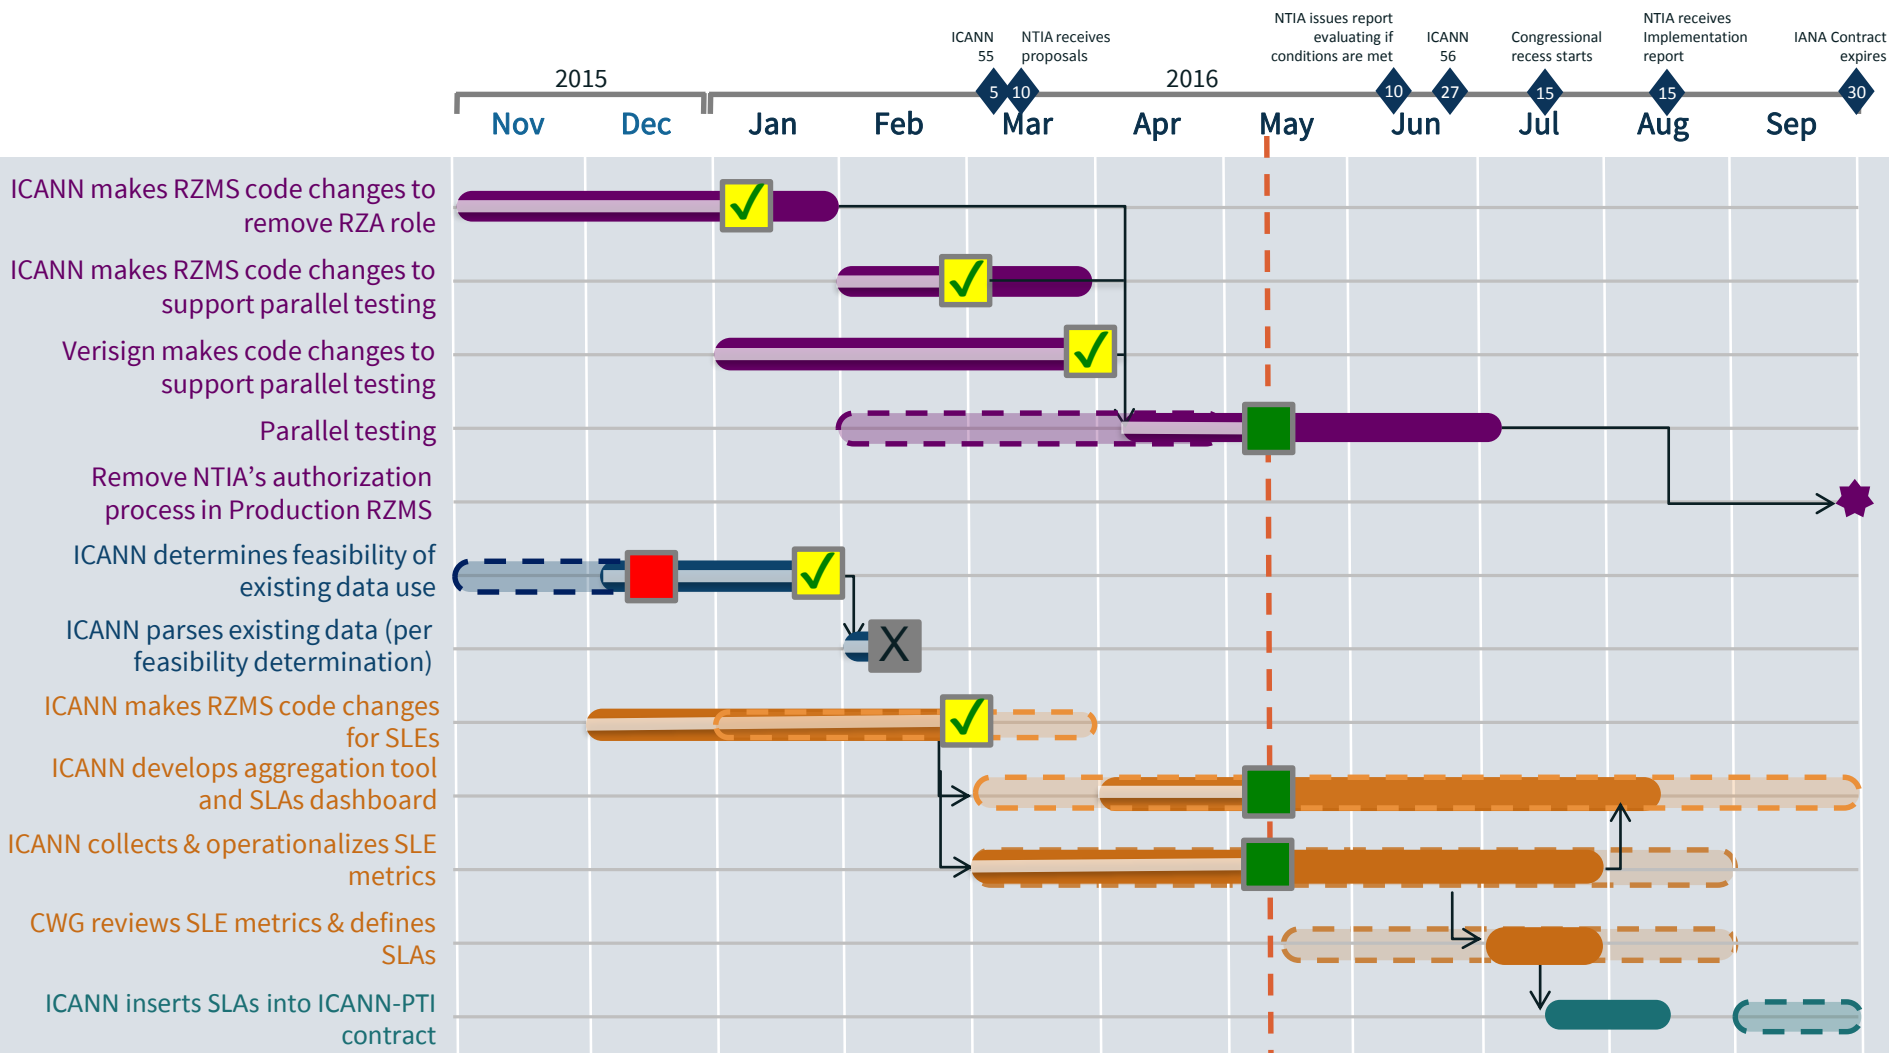 NTIA issues report
evaluating if
conditions are met
NTIA receives
Implementation
report
ICANN
55
NTIA receives
proposals
ICANN
56
Congressional
recess starts
IANA Contract
expires
2015
2016
5
10
10
27
15
15
30
Nov
Dec
Jan
Feb
Mar
Apr
May
Jun
Jul
Aug
Sep
ICANN makes RZMS code changes to
remove RZA role
ICANN makes RZMS code changes to
support parallel testing
Verisign makes code changes to
support parallel testing
Parallel testing
Remove NTIA’s authorization
process in Production RZMS
ICANN determines feasibility of
existing data use
ICANN parses existing data (per
feasibility determination)
X
ICANN makes RZMS code changes
for SLEs
ICANN develops aggregation tool
and SLAs dashboard
ICANN collects & operationalizes SLE
metrics
CWG reviews SLE metrics & defines
SLAs
ICANN inserts SLAs into ICANN-PTI
contract